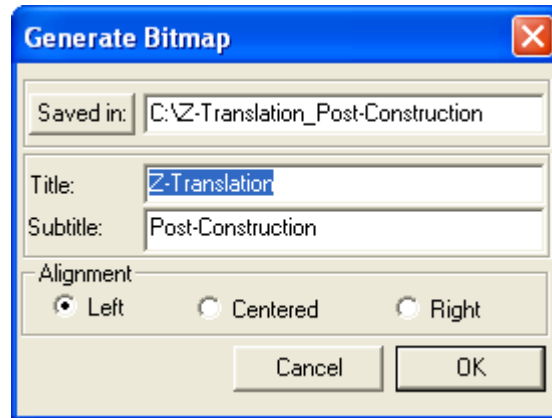 Generate Bitmap
Saved in: C:\Z-Translation_Post-Construction
Title: Z-Translation
Subtitle: Post-Construction
Alignment
Left Centered Right
Cancel OK